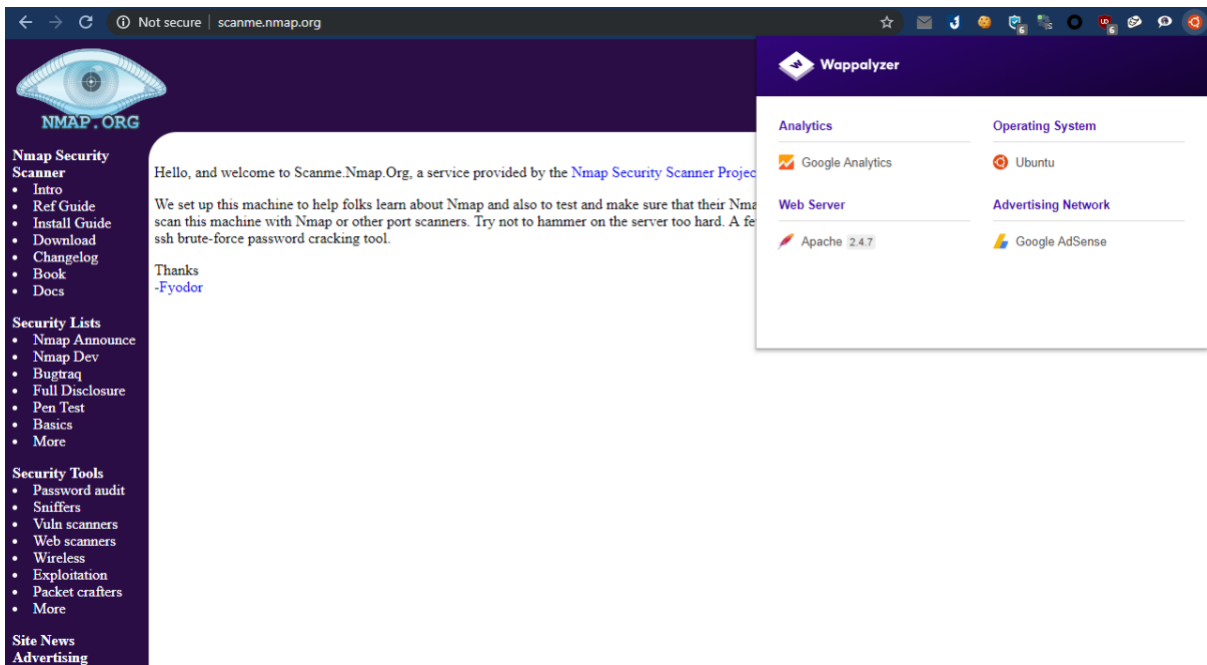 Not secure | scanme.nmap.org
6
6
NMAP.ORG
Nmap Security
Scanner
• Intro
• Ref Guide
• Install Guide
• Download
• Changelog
• Book
• Docs
Security Lists
• Nmap Announce
• Nmap Dev
• Bugtraq
• Full Disclosure
• Pen Test
• Basics
• More
Security Tools
• Password audit
• Sniffers
• Vuln scanners
• Web scanners
• Wireless
• Exploitation
• Packet crafters
• More
Site News
Advertising
Hello, and welcome to Scanme.Nmap.Org, a service provided by the Nmap Security Scanner Projec
We set up this machine to help folks learn about Nmap and also to test and make sure that their Nma
scan this machine with Nmap or other port scanners. Try not to hammer on the server too hard. A fe
ssh brute-force password cracking tool.
Thanks
-Fyodor
Wappalyzer
Analytics
Google Analytics
Operating System
Ubuntu
Web Server
Apache 2.4.7
Advertising Network
Google AdSense